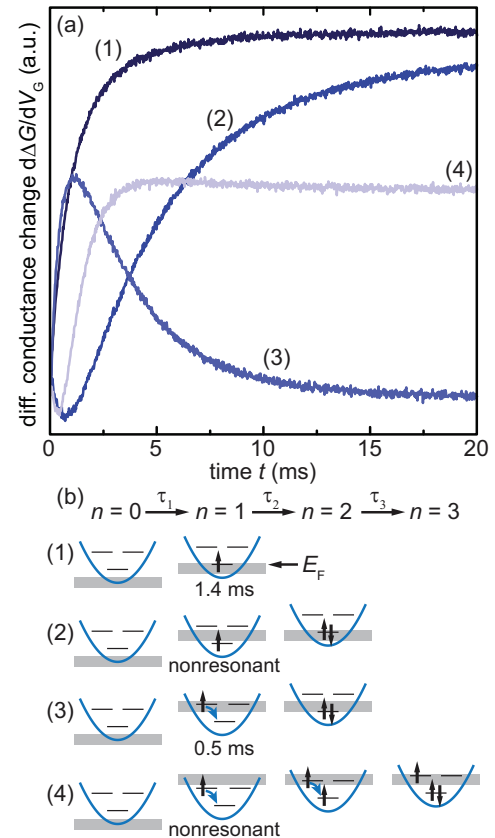 (a)
(1)
(2)
(4)
(3)
diff. conductance change dΔG/dV_G (a.u.)
0 5 10 15 20
time t (ms)
(b)
τ₁ τ₂ τ₃
n = 0 n = 1 n = 2 n = 3
(1)
E_F
1.4 ms
(2)
nonresonant
(3)
0.5 ms
(4)
nonresonant